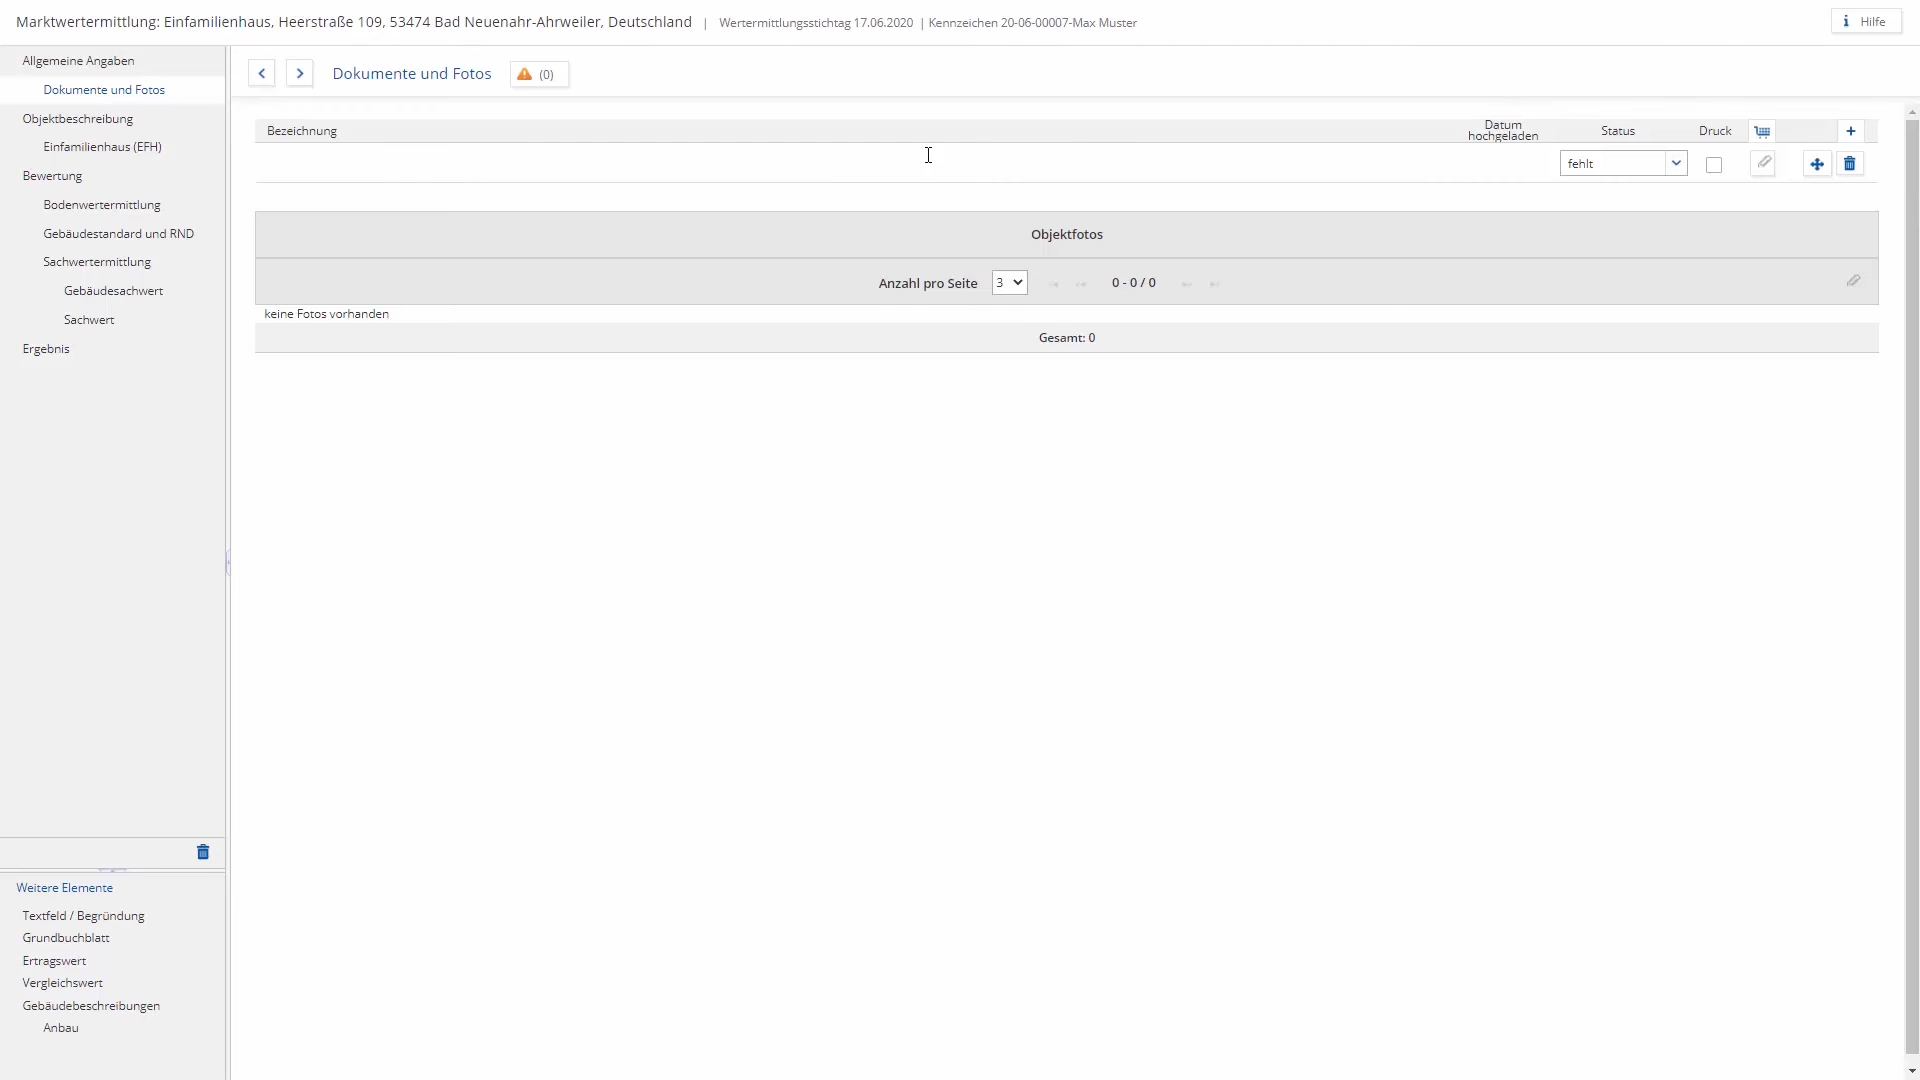 Marktwertermittlung: Einfamilienhaus, Heerstraße 109, 53474 Bad Neuenahr-Ahrweiler, Deutschland | Wertermittlungsstichtag 17.06.2020 | Kennzeichen 20-06-00007-Max Muster
Hilfe
Allgemeine Angaben
Dokumente und Fotos
Objektbeschreibung
Einfamilienhaus (EFH)
Bewertung
Bodenwertermittlung
Gebäudestandard und RND
Sachwertermittlung
Gebäudesachwert
Sachwert
Ergebnis
Weitere Elemente
Textfeld / Begründung
Grundbuchblatt
Ertragswert
Vergleichswert
Gebäudebeschreibungen
Anbau
Dokumente und Fotos (0)
Bezeichnung Datum hochgeladen Status Druck
fehlt
Objektfotos
Anzahl pro Seite 3 0 - 0 / 0
keine Fotos vorhanden
Gesamt: 0